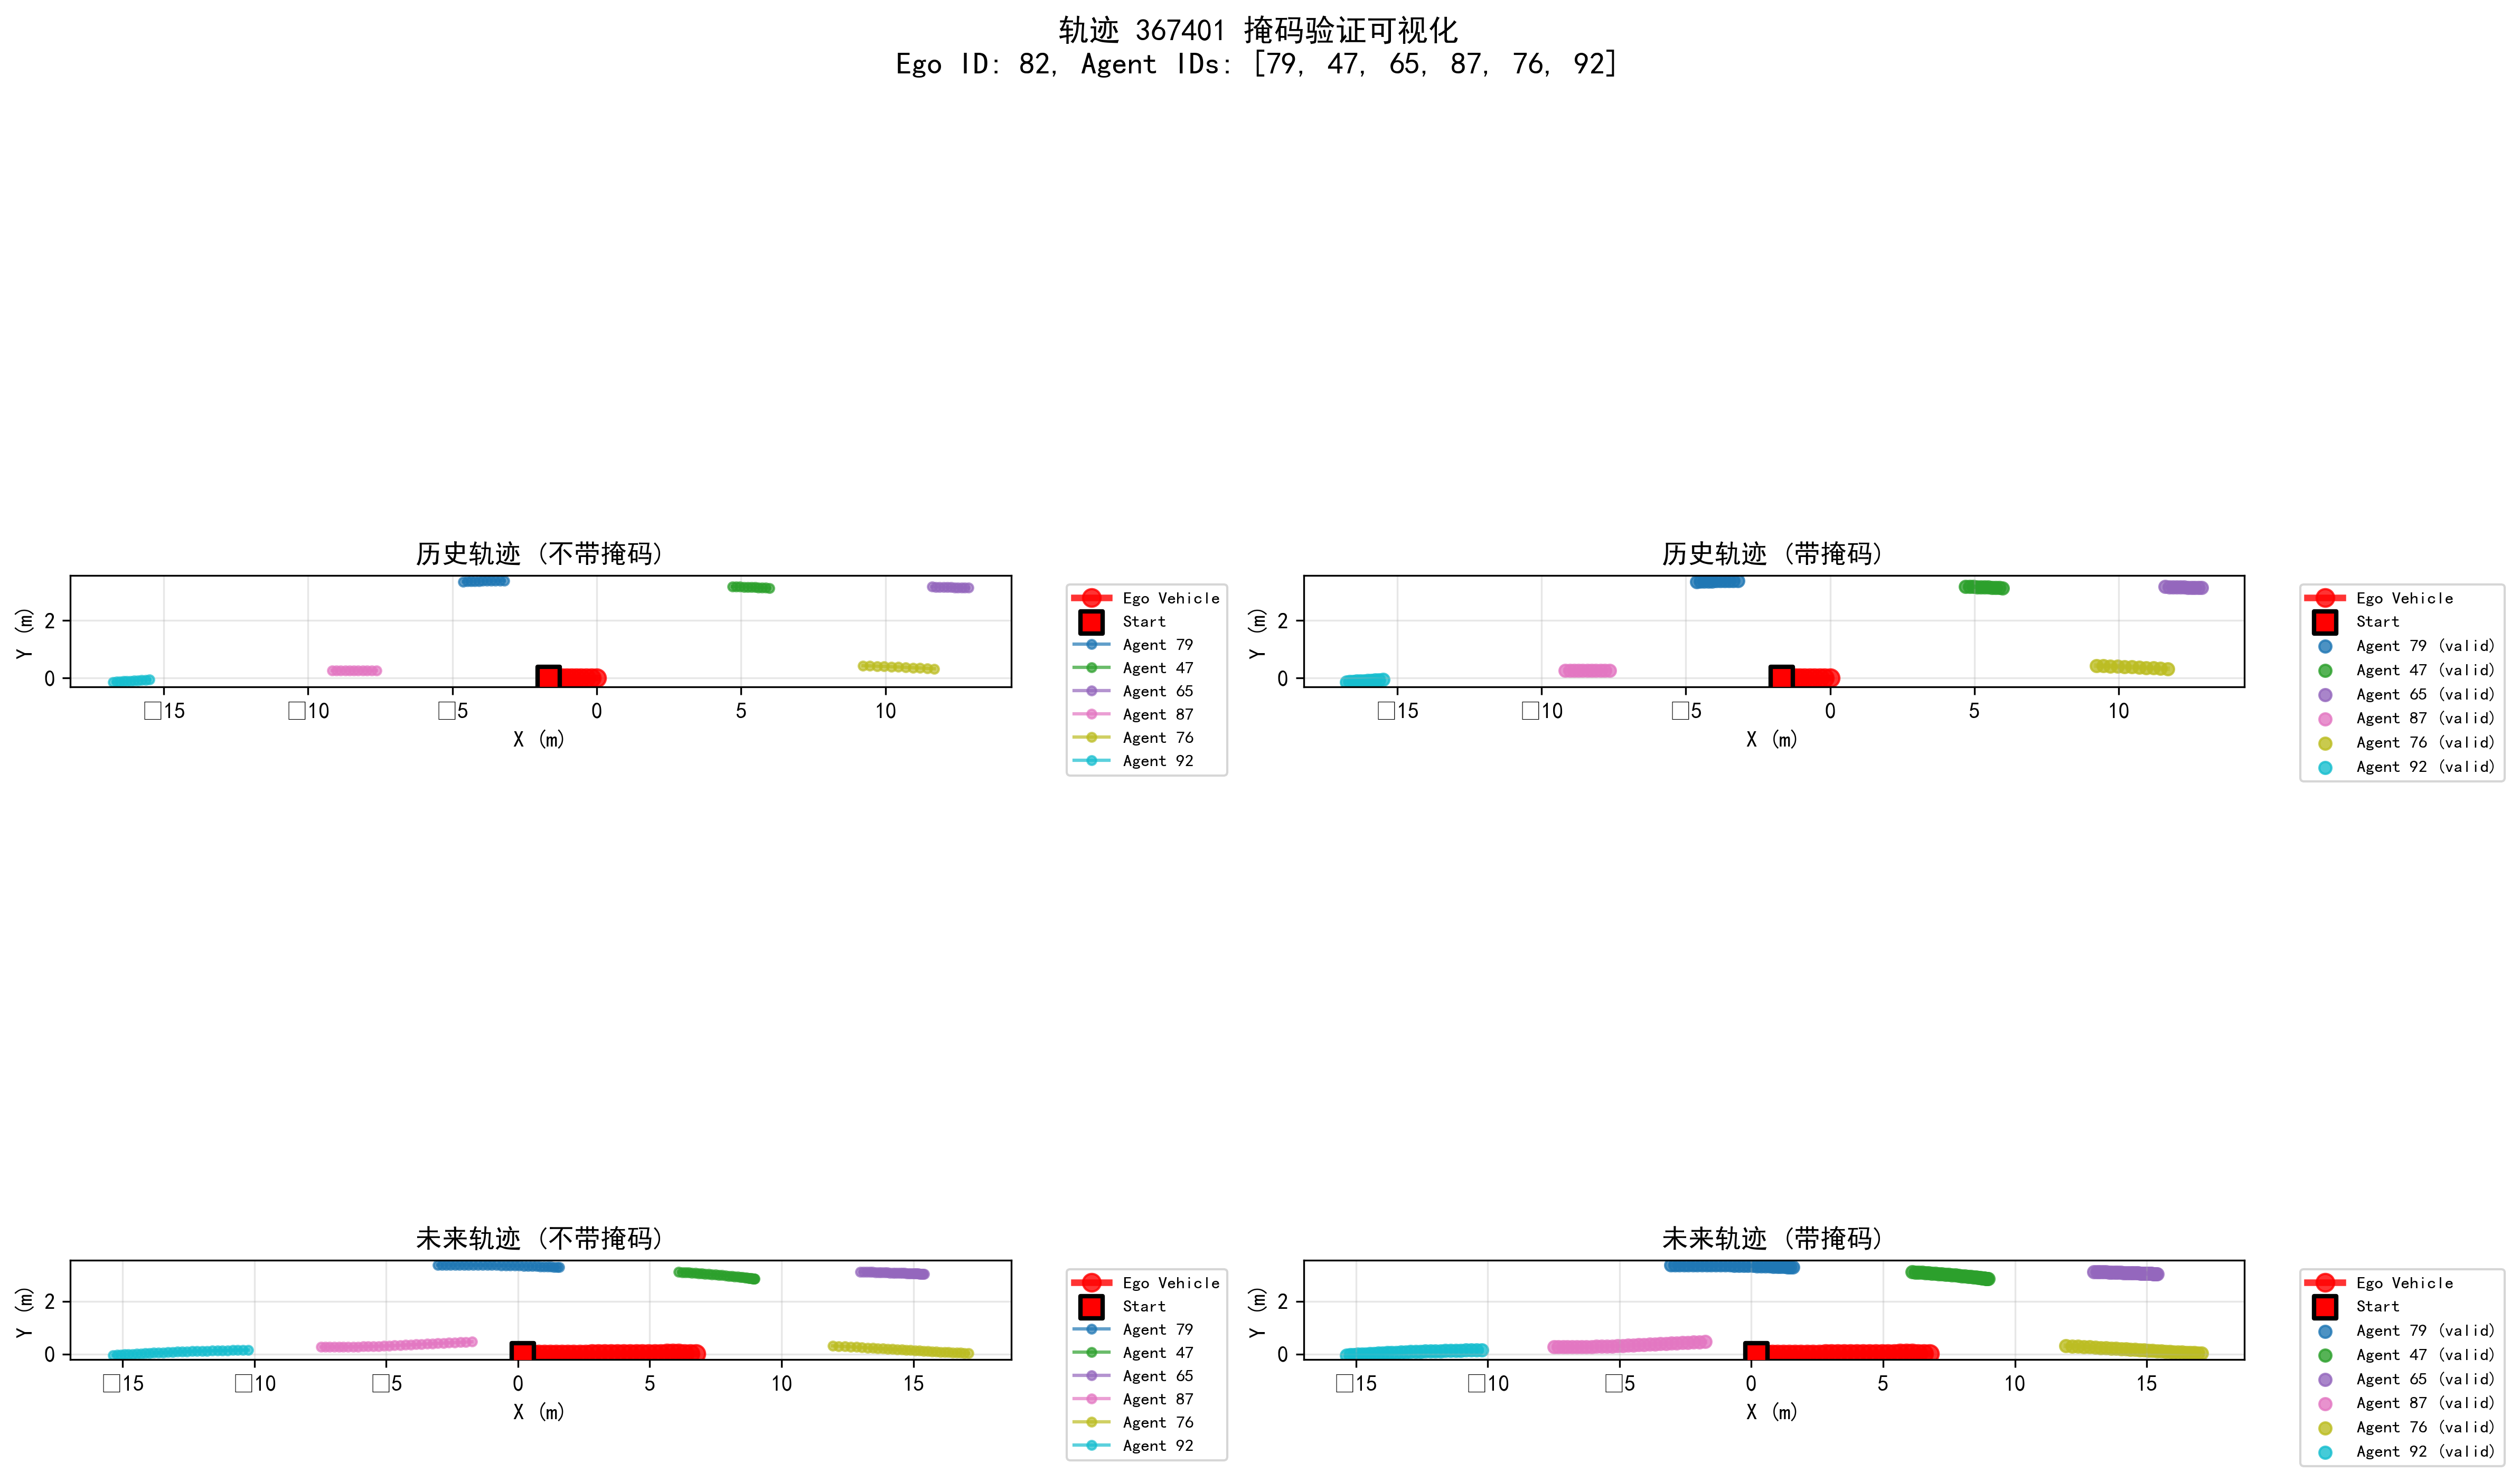 轨迹 367401 掩码验证可视化
Ego ID: 82, Agent IDs: [79, 47, 65, 87, 76, 92]
历史轨迹 (不带掩码)
Y (m)
2
0
□15 □10 □5 0 5 10
X (m)
Ego Vehicle
Start
Agent 79
Agent 47
Agent 65
Agent 87
Agent 76
Agent 92
历史轨迹 (带掩码)
Y (m)
2
0
□15 □10 □5 0 5 10
X (m)
Ego Vehicle
Start
Agent 79 (valid)
Agent 47 (valid)
Agent 65 (valid)
Agent 87 (valid)
Agent 76 (valid)
Agent 92 (valid)
未来轨迹 (不带掩码)
Y (m)
2
0
□15 □10 □5 0 5 10 15
X (m)
Ego Vehicle
Start
Agent 79
Agent 47
Agent 65
Agent 87
Agent 76
Agent 92
未来轨迹 (带掩码)
Y (m)
2
0
□15 □10 □5 0 5 10 15
X (m)
Ego Vehicle
Start
Agent 79 (valid)
Agent 47 (valid)
Agent 65 (valid)
Agent 87 (valid)
Agent 76 (valid)
Agent 92 (valid)